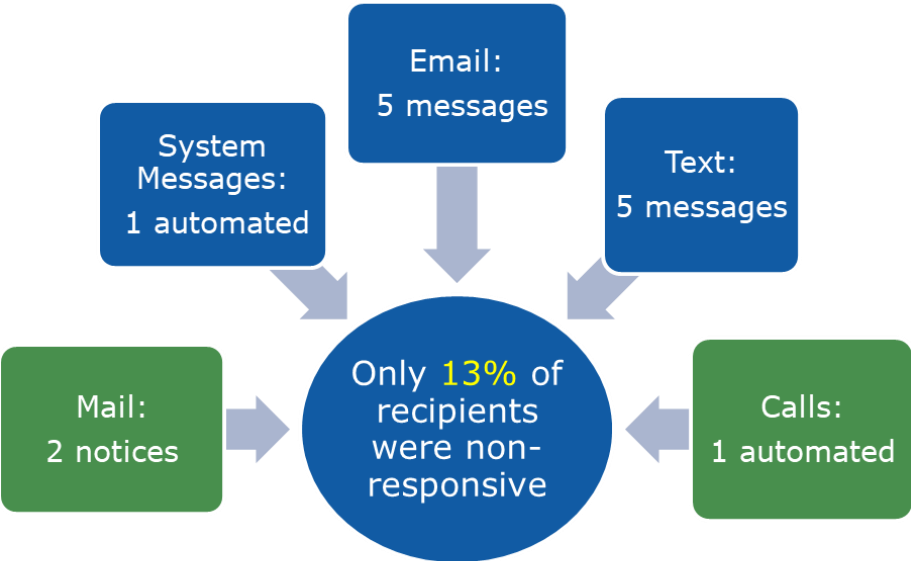 Email:
5 messages
System
Messages:
1 automated
Text:
5 messages
Mail:
2 notices
Only 13% of
recipients
were non-
responsive
Calls:
1 automated